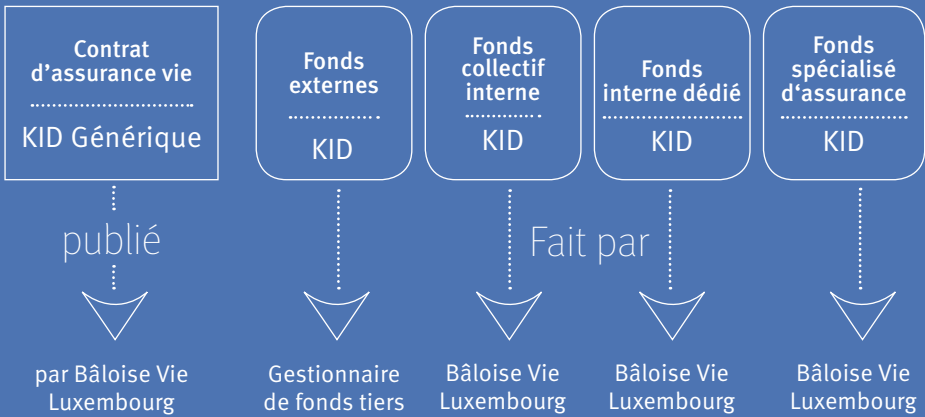 Contrat
d'assurance vie
KID Générique
Fonds
externes
KID
Fonds
collectif
interne
KID
Fonds
interne dédié
KID
Fonds
spécialisé
d‘assurance
KID
publié
Fait par
par Bâloise Vie
Luxembourg
Gestionnaire
de fonds tiers
Bâloise Vie
Luxembourg
Bâloise Vie
Luxembourg
Bâloise Vie
Luxembourg